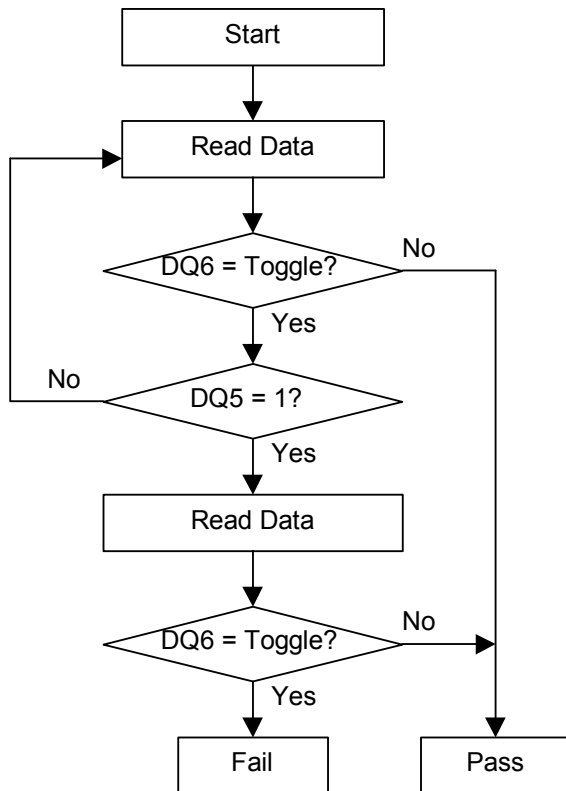 Start
Read Data
DQ6 = Toggle?
No
Yes
No
DQ5 = 1?
Yes
Read Data
DQ6 = Toggle?
No
Yes
Fail
Pass